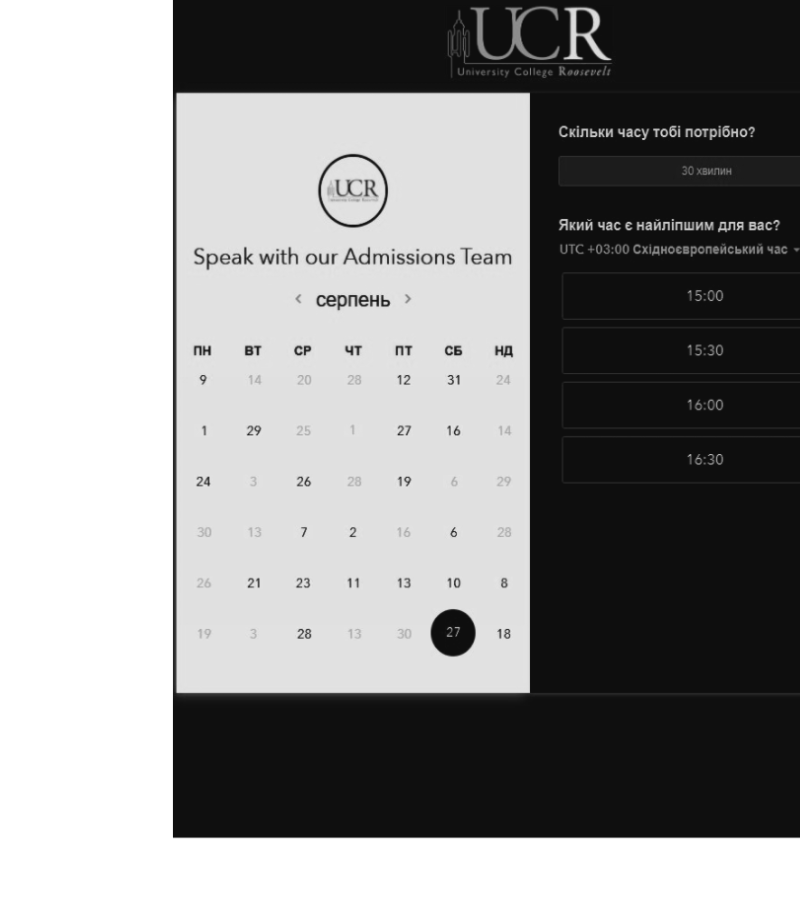 UCR
University College Roosevelt
UCR
Speak with our Admissions Team
‹ серпень ›
ПН ВТ СР ЧТ ПТ СБ НД
9 14 20 28 12 31 24
1 29 25 1 27 16 14
24 3 26 28 19 6 29
30 13 7 2 16 6 28
26 21 23 11 13 10 8
19 3 28 13 30 27 18
Скільки часу тобі потрібно?
30 хвилин
Який час є найліпшим для вас?
UTC +03:00 Східноєвропейський час
15:00
15:30
16:00
16:30